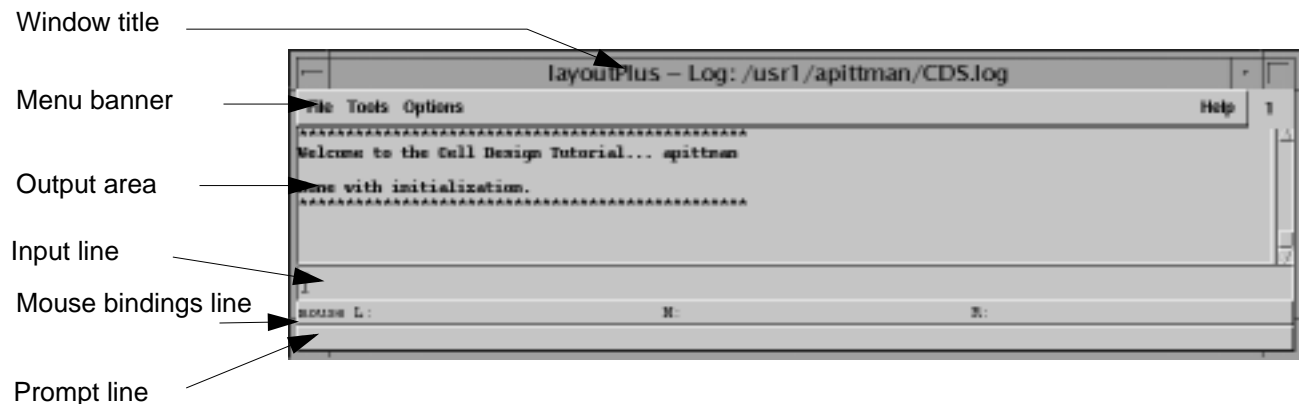 Window title
layoutPlus – Log: /usr1/apittman/CDS.log
Menu banner
File Tools Options Help 1
************************************************
Welcome to the Cell Design Tutorial... apittman
Output area
Done with initialization.
************************************************
Input line
Mouse bindings line
mouse L: M: R:
Prompt line